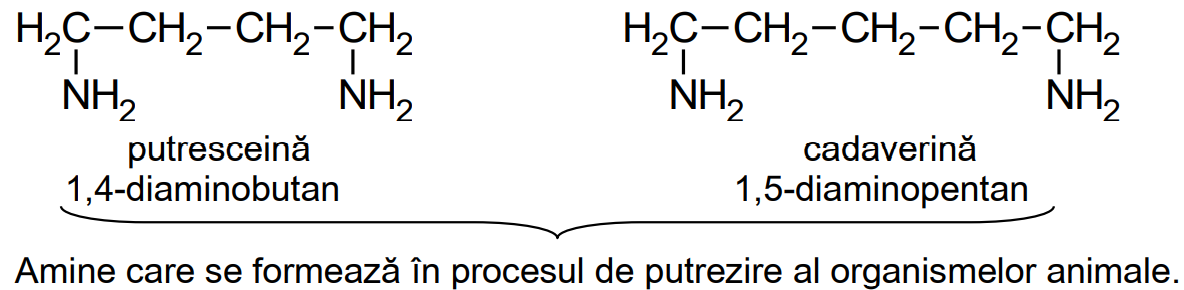 H₂C–CH₂–CH₂–CH₂ H₂C–CH₂–CH₂–CH₂–CH₂
NH₂ NH₂ NH₂ NH₂
putresceină cadaverină
1,4-diaminobutan 1,5-diaminopentan
Amine care se formează în procesul de putrezire al organismelor animale.